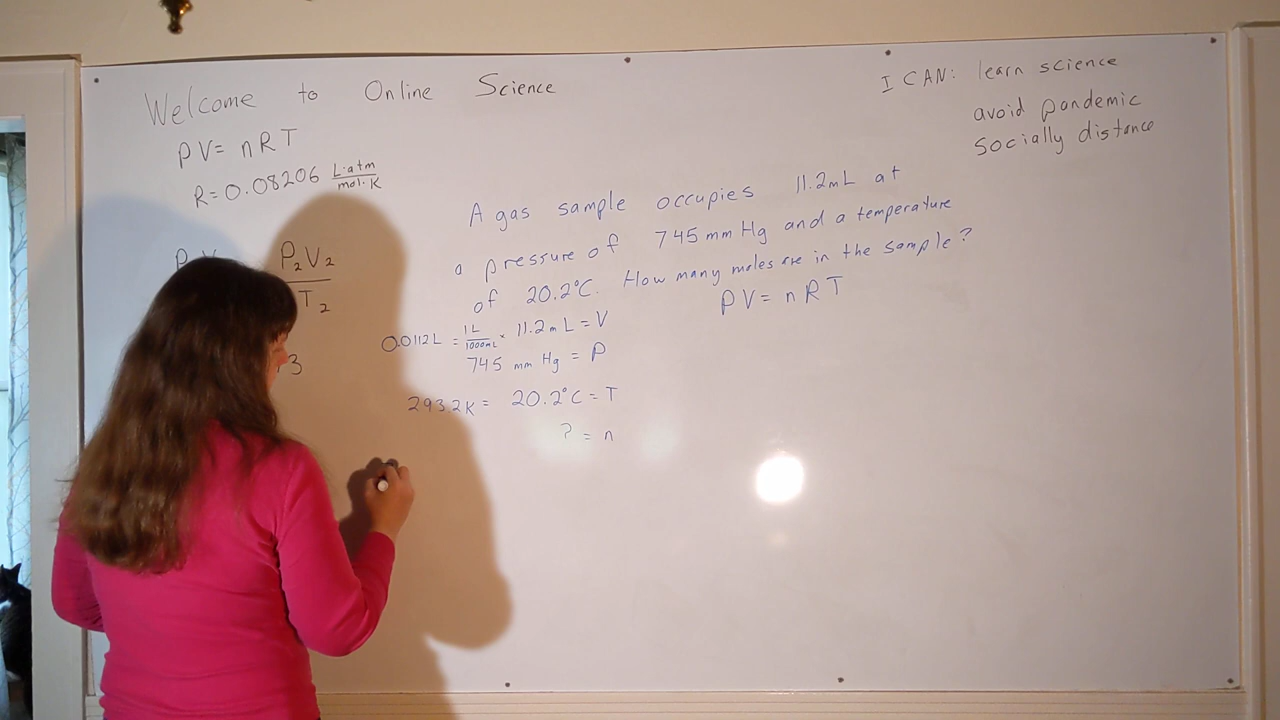 Welcome to Online Science
PV = nRT
R = 0.08206 L·atm / mol·K
P₂V₂
T₂
3
I CAN: learn science
avoid pandemic
socially distance
A gas sample occupies 11.2mL at
a pressure of 745 mm Hg and a temperature
of 20.2°C. How many moles are in the sample?
PV = nRT
0.0112L = 1L / 1000mL × 11.2mL = V
745 mm Hg = P
293.2K = 20.2°C = T
? = n